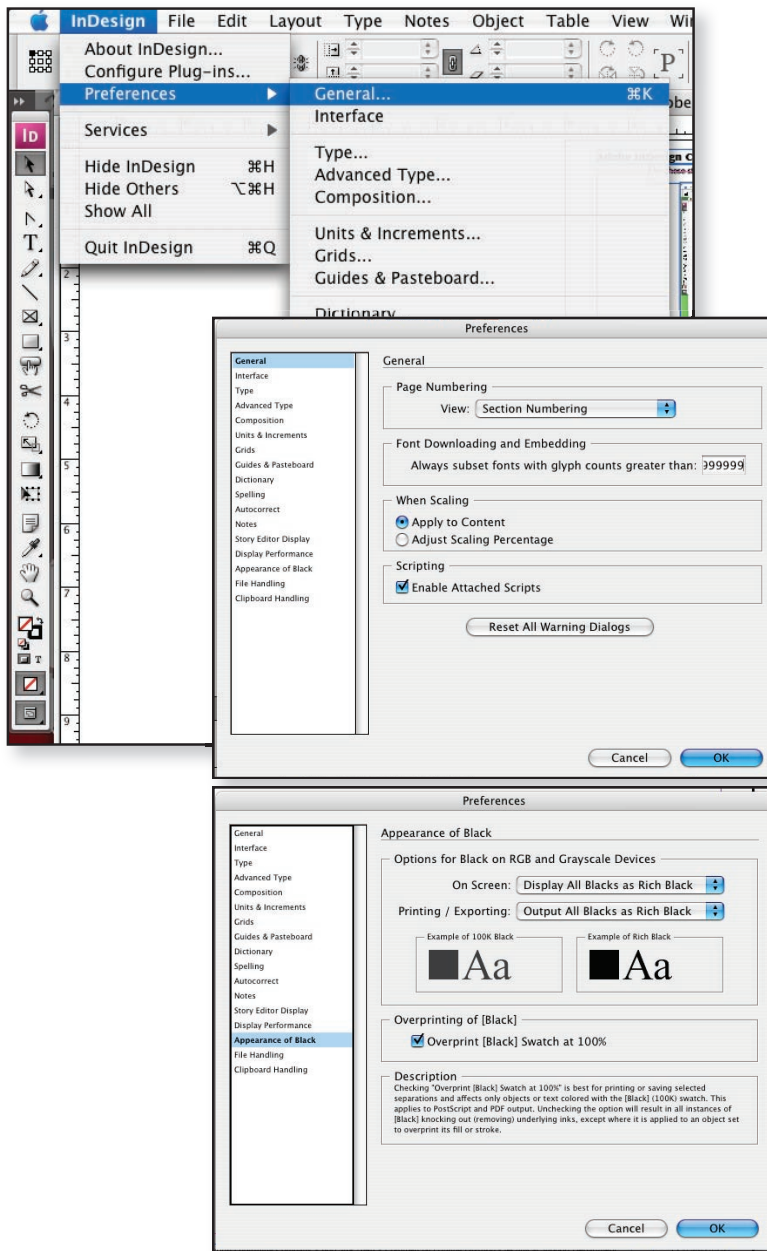 InDesign File Edit Layout Type Notes Object Table View
About InDesign...
Configure Plug-ins...
Preferences
Services
Hide InDesign ⌘H
Hide Others ⌥⌘H
Show All
Quit InDesign ⌘Q
General... ⌘K
Interface
Type...
Advanced Type...
Composition...
Units & Increments...
Grids...
Guides & Pasteboard...
Dictionary
ID
T
P
2
3
4
5
6
7
8
9
Preferences
General
Interface
Type
Advanced Type
Composition
Units & Increments
Grids
Guides & Pasteboard
Dictionary
Spelling
Autocorrect
Notes
Story Editor Display
Display Performance
Appearance of Black
File Handling
Clipboard Handling
General
Page Numbering
View: Section Numbering
Font Downloading and Embedding
Always subset fonts with glyph counts greater than: 999999
When Scaling
Apply to Content
Adjust Scaling Percentage
Scripting
Enable Attached Scripts
Reset All Warning Dialogs
Cancel OK
Preferences
General
Interface
Type
Advanced Type
Composition
Units & Increments
Grids
Guides & Pasteboard
Dictionary
Spelling
Autocorrect
Notes
Story Editor Display
Display Performance
Appearance of Black
File Handling
Clipboard Handling
Appearance of Black
Options for Black on RGB and Grayscale Devices
On Screen: Display All Blacks as Rich Black
Printing / Exporting: Output All Blacks as Rich Black
Example of 100K Black
Aa
Example of Rich Black
Aa
Overprinting of [Black]
Overprint [Black] Swatch at 100%
Description
Checking "Overprint [Black] Swatch at 100%" is best for printing or saving selected
separations and affects only objects or text colored with the [Black] (100K) swatch. This
applies to PostScript and PDF output. Unchecking the option will result in all instances of
[Black] knocking out (removing) underlying inks, except where it is applied to an object set
to overprint its fill or stroke.
Cancel OK